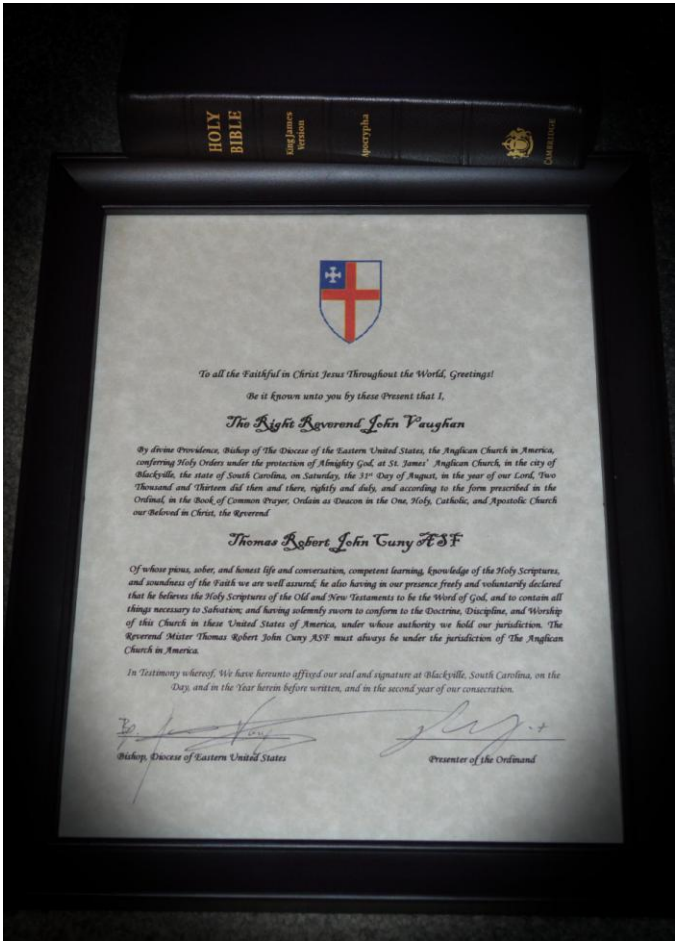 HOLY
BIBLE
King James
Version
Apocrypha
CAMBRIDGE
To all the Faithful in Christ Jesus Throughout the World, Greetings!
Be it known unto you by these Present that I,
The Right Reverend John Vaughan
By divine Providence, Bishop of The Diocese of the Eastern United States, the Anglican Church in America,
conferring Holy Orders under the protection of Almighty God, at St. James' Anglican Church, in the city of
Blackville, the state of South Carolina, on Saturday, the 31st Day of August, in the year of our Lord, Two
Thousand and Thirteen did then and there, rightly and duly, and according to the form prescribed in the
Ordinal, in the Book of Common Prayer, Ordain as Deacon in the One, Holy, Catholic, and Apostolic Church
our Beloved in Christ, the Reverend
Thomas Robert John Cuny ASF
Of whose pious, sober, and honest life and conversation, competent learning, knowledge of the Holy Scriptures,
and soundness of the Faith we are well assured; he also having in our presence freely and voluntarily declared
that he believes the Holy Scriptures of the Old and New Testaments to be the Word of God, and to contain all
things necessary to Salvation; and having solemnly sworn to conform to the Doctrine, Discipline, and Worship
of this Church in these United States of America, under whose authority we hold our jurisdiction. The
Reverend Mister Thomas Robert John Cuny ASF must always be under the jurisdiction of The Anglican
Church in America.
In Testimony whereof, We have hereunto affixed our seal and signature at Blackville, South Carolina, on the
Day, and in the Year herein before written, and in the second year of our consecration.
Bishop, Diocese of Eastern United States
Presenter of the Ordinand